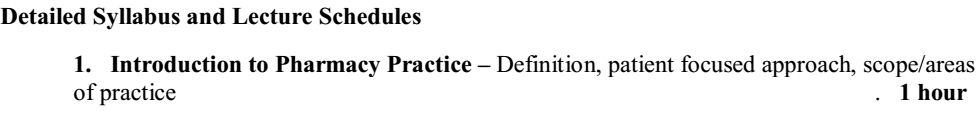 Detailed Syllabus and Lecture Schedules
1. Introduction to Pharmacy Practice – Definition, patient focused approach, scope/areas
of practice . 1 hour